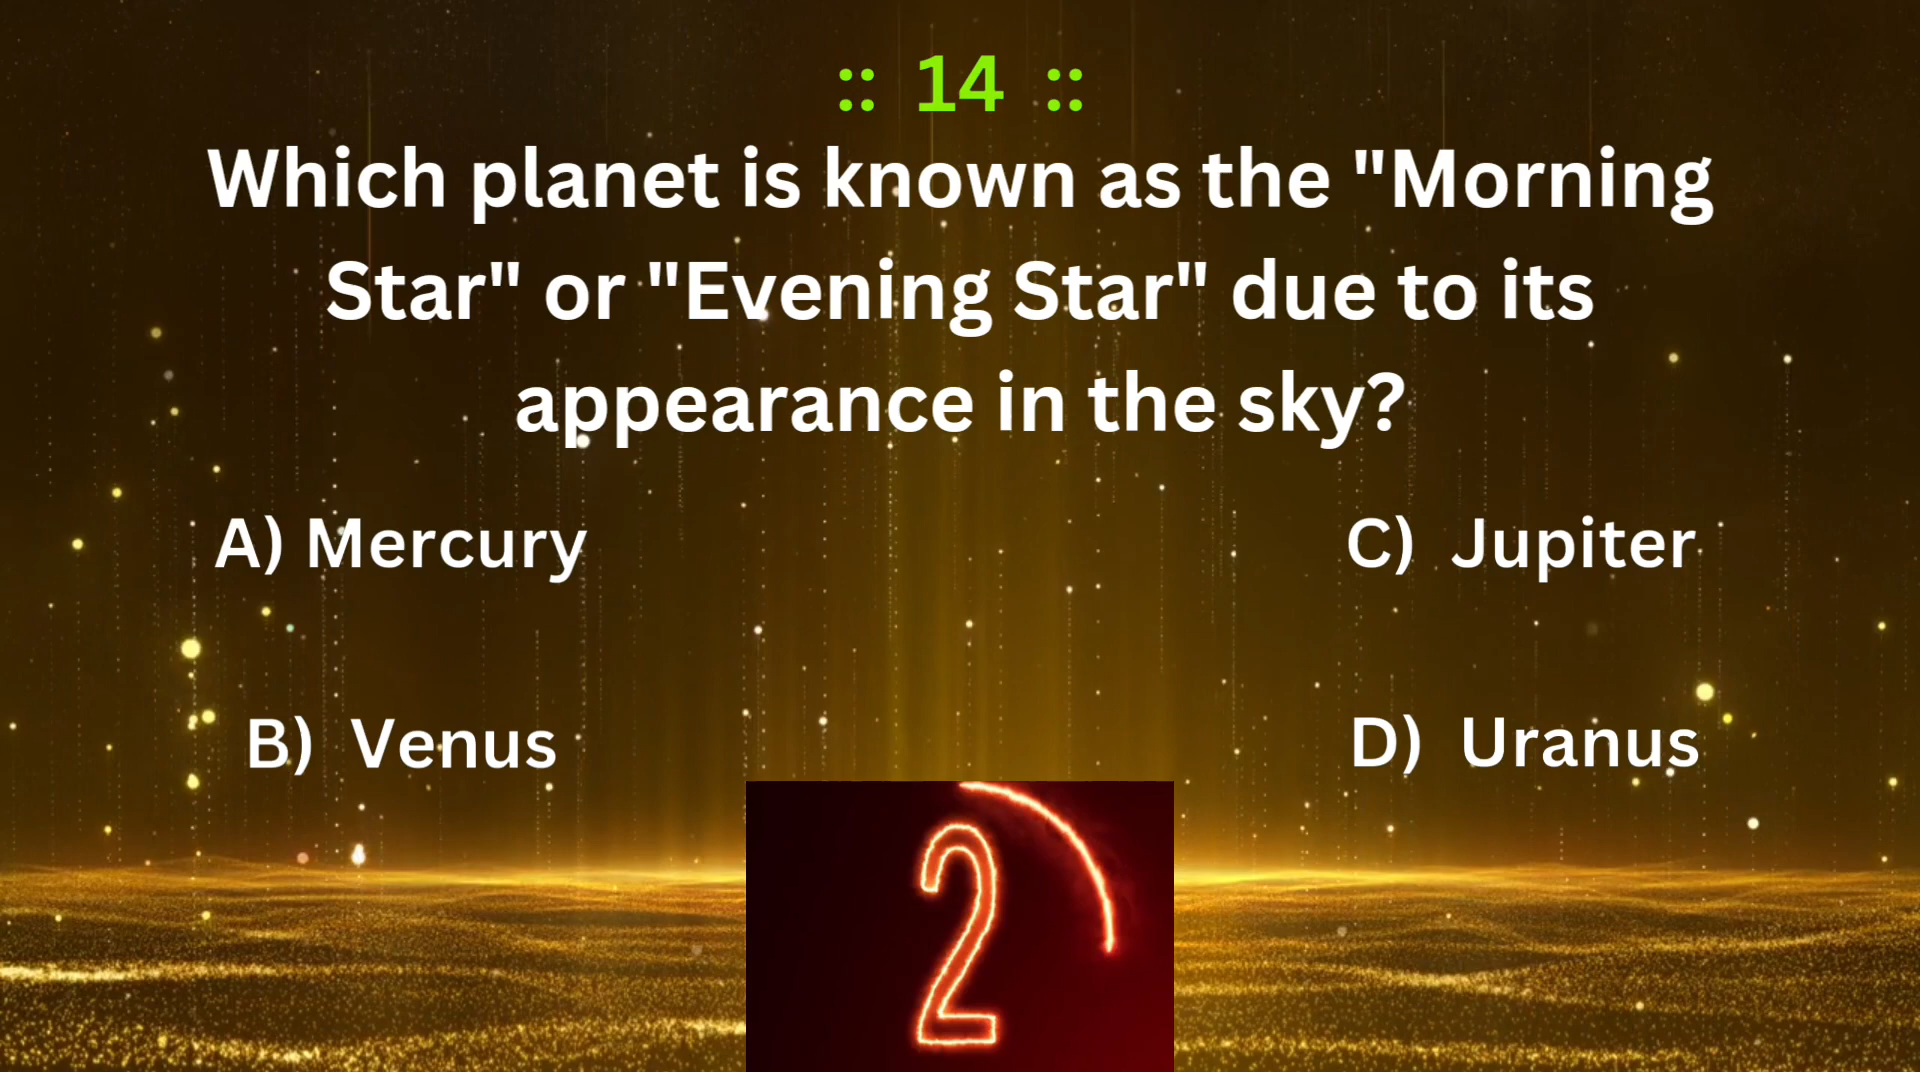 :: 14 ::
Which planet is known as the "Morning
Star" or "Evening Star" due to its
appearance in the sky?
A) Mercury
B) Venus
C) Jupiter
D) Uranus
2